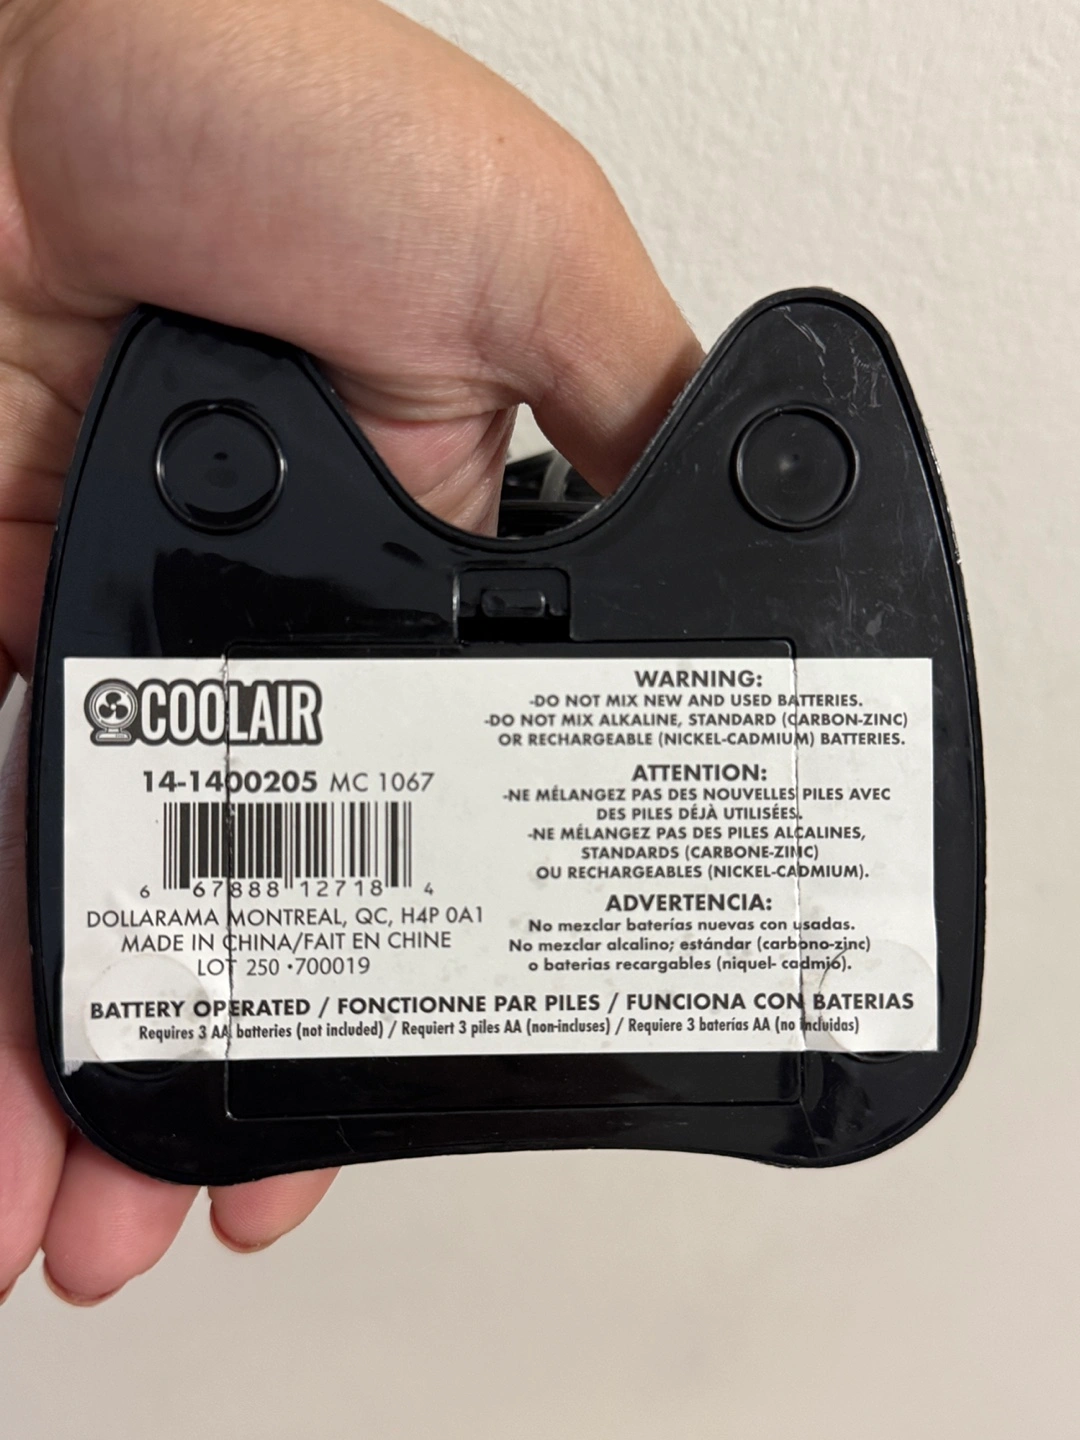 COOLAIR
14-1400205 MC 1067
6 67888 12718 4
DOLLARAMA MONTREAL, QC, H4P 0A1
MADE IN CHINA/FAIT EN CHINE
LOT 250 •700019
WARNING:
-DO NOT MIX NEW AND USED BATTERIES.
-DO NOT MIX ALKALINE, STANDARD (CARBON-ZINC)
OR RECHARGEABLE (NICKEL-CADMIUM) BATTERIES.
ATTENTION:
-NE MÉLANGEZ PAS DES NOUVELLES PILES AVEC
DES PILES DÉJÀ UTILISÉES.
-NE MÉLANGEZ PAS DES PILES ALCALINES,
STANDARDS (CARBONE-ZINC)
OU RECHARGEABLES (NICKEL-CADMIUM).
ADVERTENCIA:
No mezclar baterías nuevas con usadas.
No mezclar alcalino; estándar (carbono-zinc)
o baterias recargables (niquel- cadmio).
BATTERY OPERATED / FONCTIONNE PAR PILES / FUNCIONA CON BATERIAS
Requires 3 AA batteries (not included) / Requiert 3 piles AA (non-incluses) / Requiere 3 baterías AA (no incluidas)